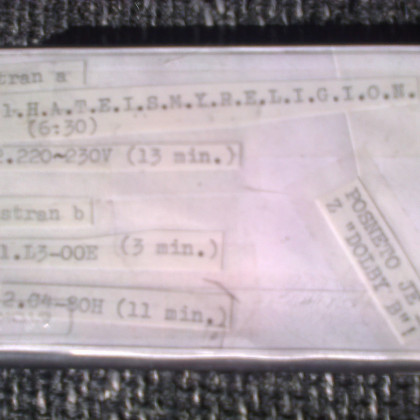 stran a
1.H.A.T.E.I.S.M.Y.R.E.L.I.G.I.O.N.
(6:30)
2.220~230V (13 min.)
stran b
1.L3-00E (3 min.)
2.04-80H (11 min.)
POSNETO JE
Z "DOLBY B"